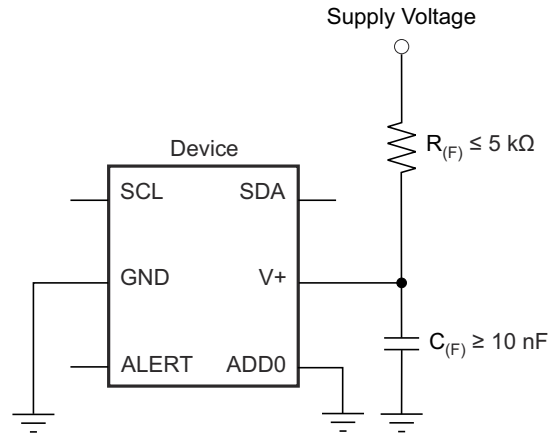 Supply Voltage
R(F) ≤ 5 kΩ
Device
SCL SDA
GND V+
C(F) ≥ 10 nF
ALERT ADD0